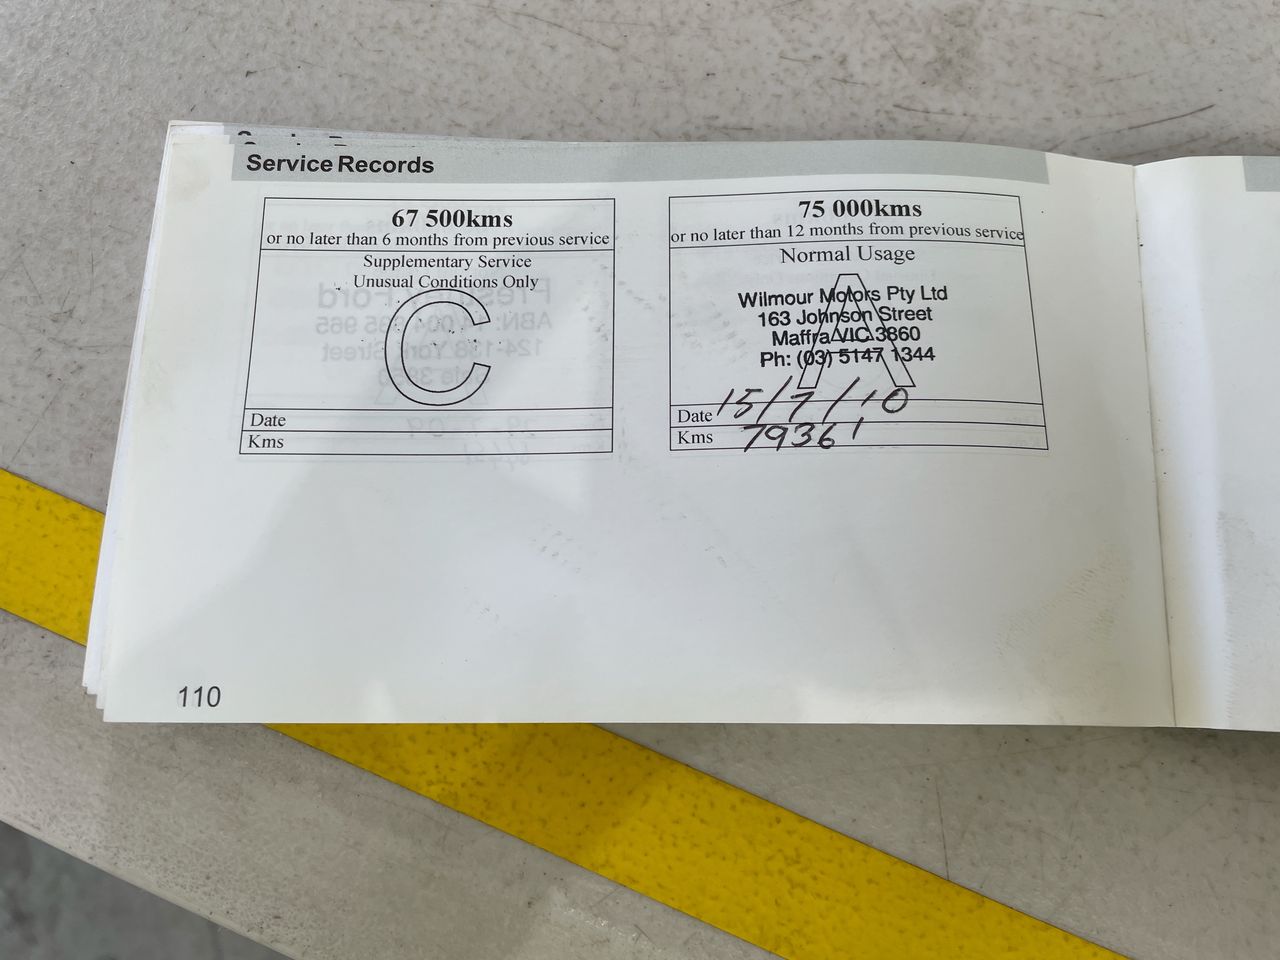 Service Records
67 500kms
or no later than 6 months from previous service
Supplementary Service
Unusual Conditions Only
C
Date
Kms
75 000kms
or no later than 12 months from previous service
Normal Usage
A
Wilmour Motors Pty Ltd
163 Johnson Street
Maffra VIC 3860
Ph: (03) 5147 1344
Date 15/7/10
Kms 79361
110